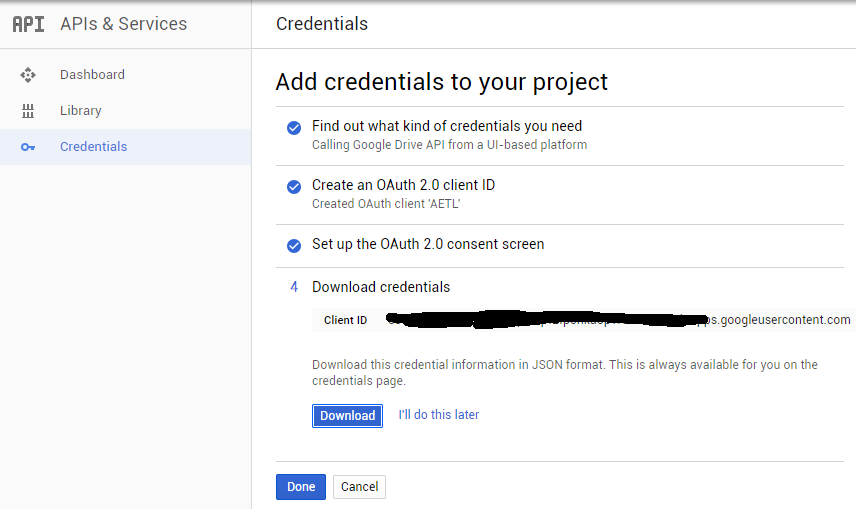 API APIs & Services
Credentials
Dashboard
Library
Credentials
Add credentials to your project
Find out what kind of credentials you need
Calling Google Drive API from a UI-based platform
Create an OAuth 2.0 client ID
Created OAuth client 'AETL'
Set up the OAuth 2.0 consent screen
4 Download credentials
Client ID pps.googleusercontent.com
Download this credential information in JSON format. This is always available for you on the
credentials page.
Download I'll do this later
Done Cancel